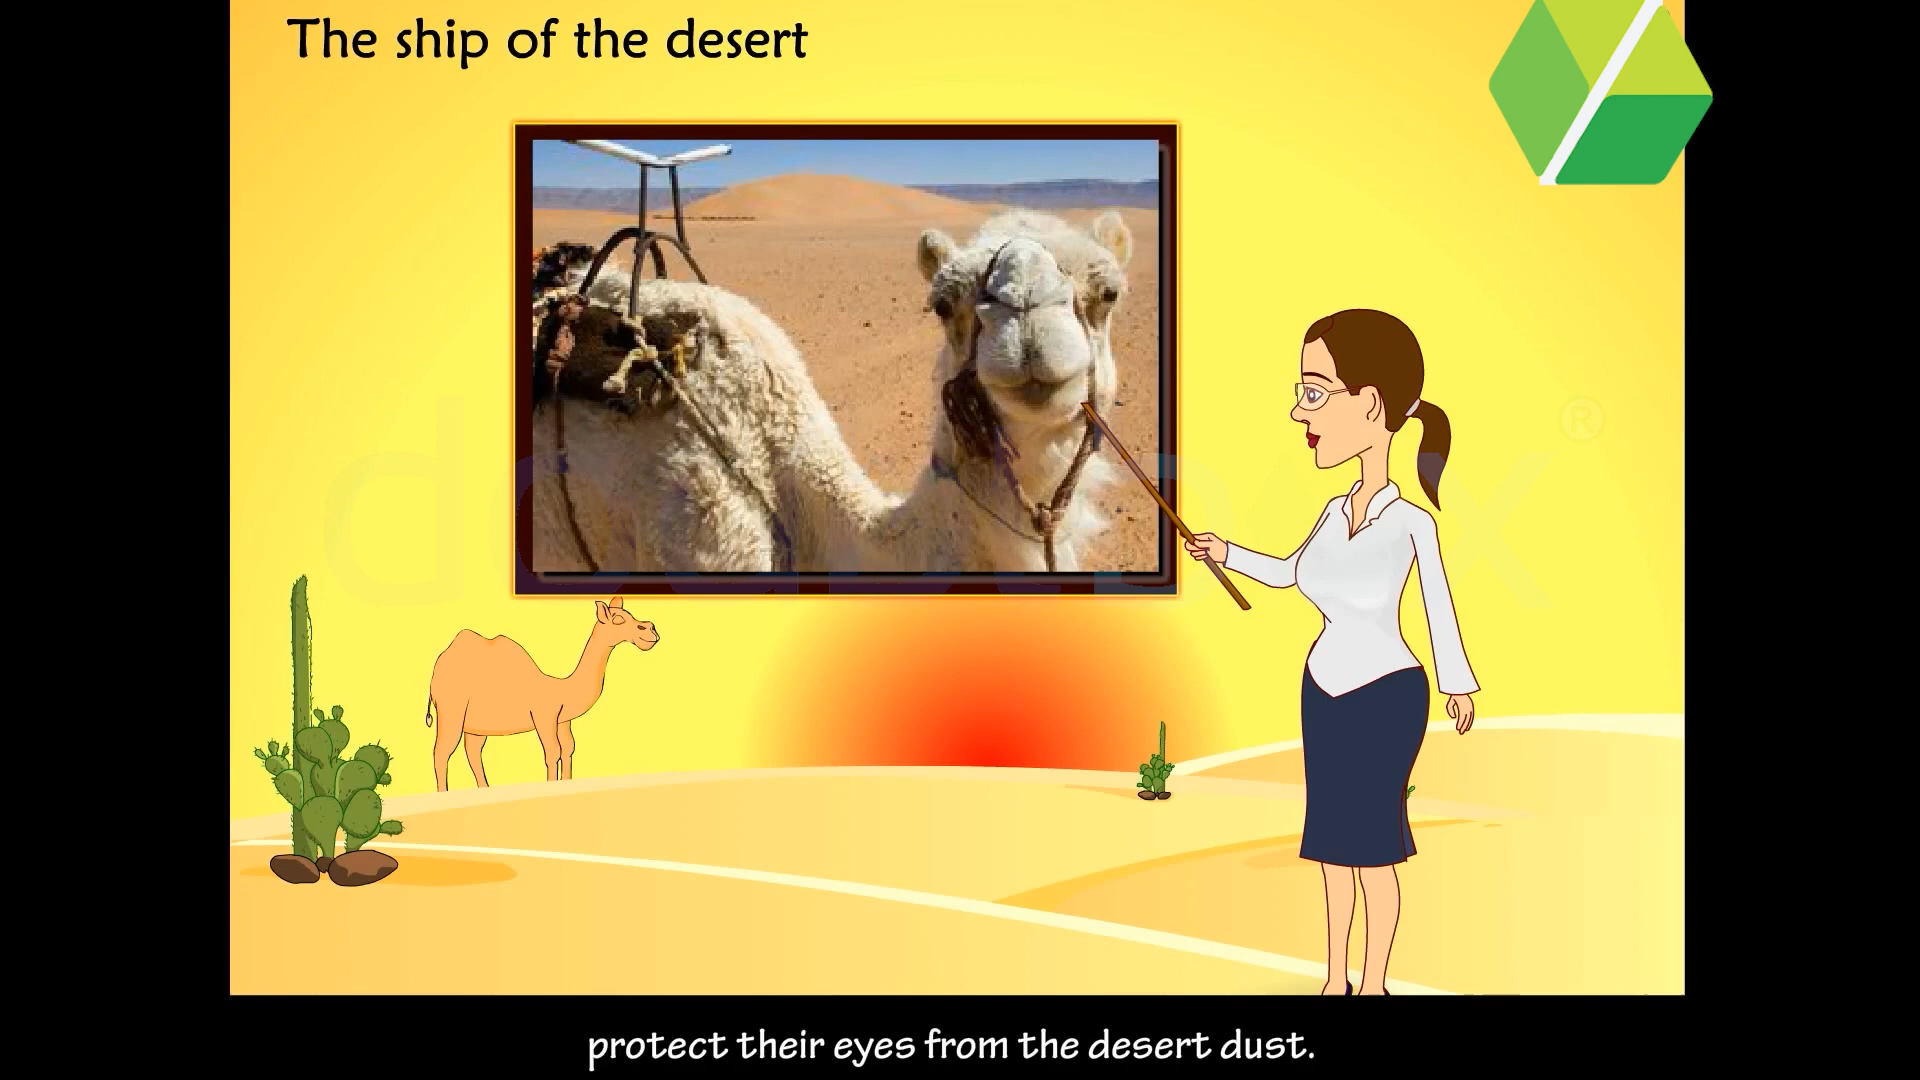 The ship of the desert
®
protect their eyes from the desert dust.